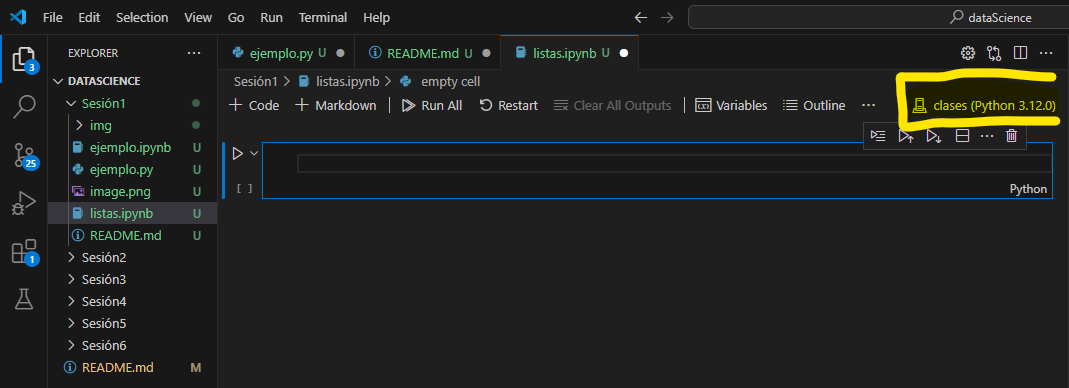 File Edit Selection View Go Run Terminal Help
dataScience
EXPLORER
ejemplo.py U
README.md U
listas.ipynb U
DATASCIENCE
Sesión1 > listas.ipynb > empty cell
Sesión1
+ Code + Markdown Run All Restart Clear All Outputs Variables Outline ... clases (Python 3.12.0)
img
ejemplo.ipynb U
ejemplo.py U
image.png U
listas.ipynb U
README.md U
[ ]
Python
Sesión2
Sesión3
Sesión4
Sesión5
Sesión6
README.md M
3
25
1